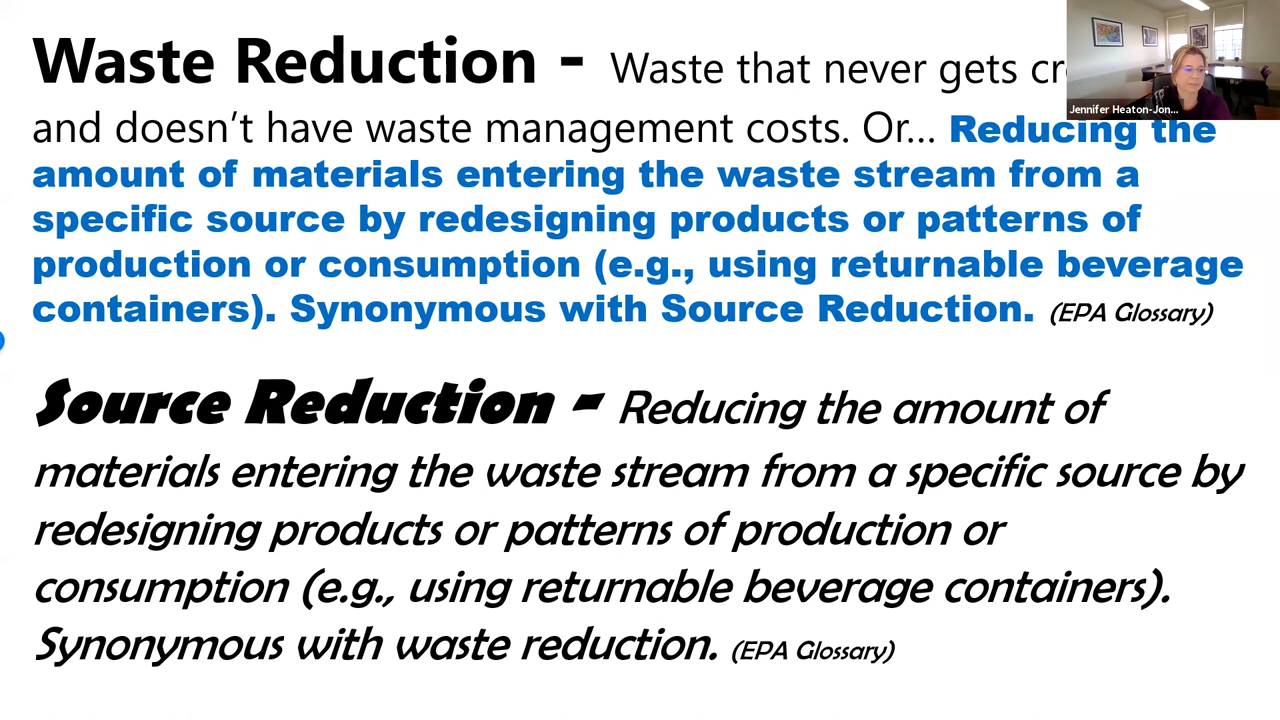 Waste Reduction - Waste that never gets
and doesn't have waste management costs. Or... Reducing the
amount of materials entering the waste stream from a
specific source by redesigning products or patterns of
production or consumption (e.g., using returnable beverage
containers). Synonymous with Source Reduction. (EPA Glossary)
Source Reduction - Reducing the amount of
materials entering the waste stream from a specific source by
redesigning products or patterns of production or
consumption (e.g., using returnable beverage containers).
Synonymous with waste reduction. (EPA Glossary)
Jennifer Heaton-Jon...